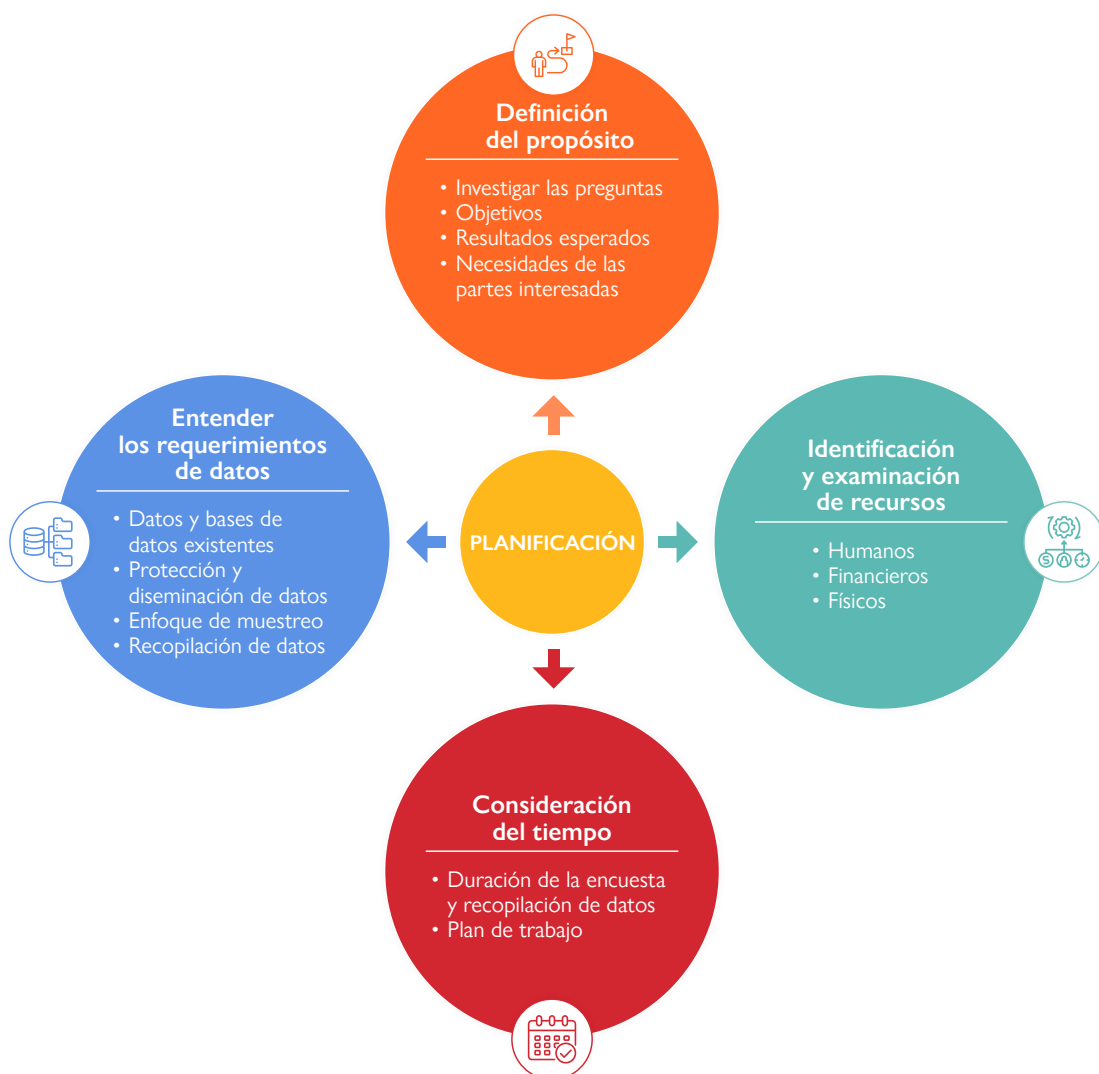 Definición
del propósito
• Investigar las preguntas
• Objetivos
• Resultados esperados
• Necesidades de las
partes interesadas
Entender
los requerimientos
de datos
• Datos y bases de
datos existentes
• Protección y
diseminación de datos
• Enfoque de muestreo
• Recopilación de datos
PLANIFICACIÓN
Identificación
y examinación
de recursos
• Humanos
• Financieros
• Físicos
Consideración
del tiempo
• Duración de la encuesta
y recopilación de datos
• Plan de trabajo